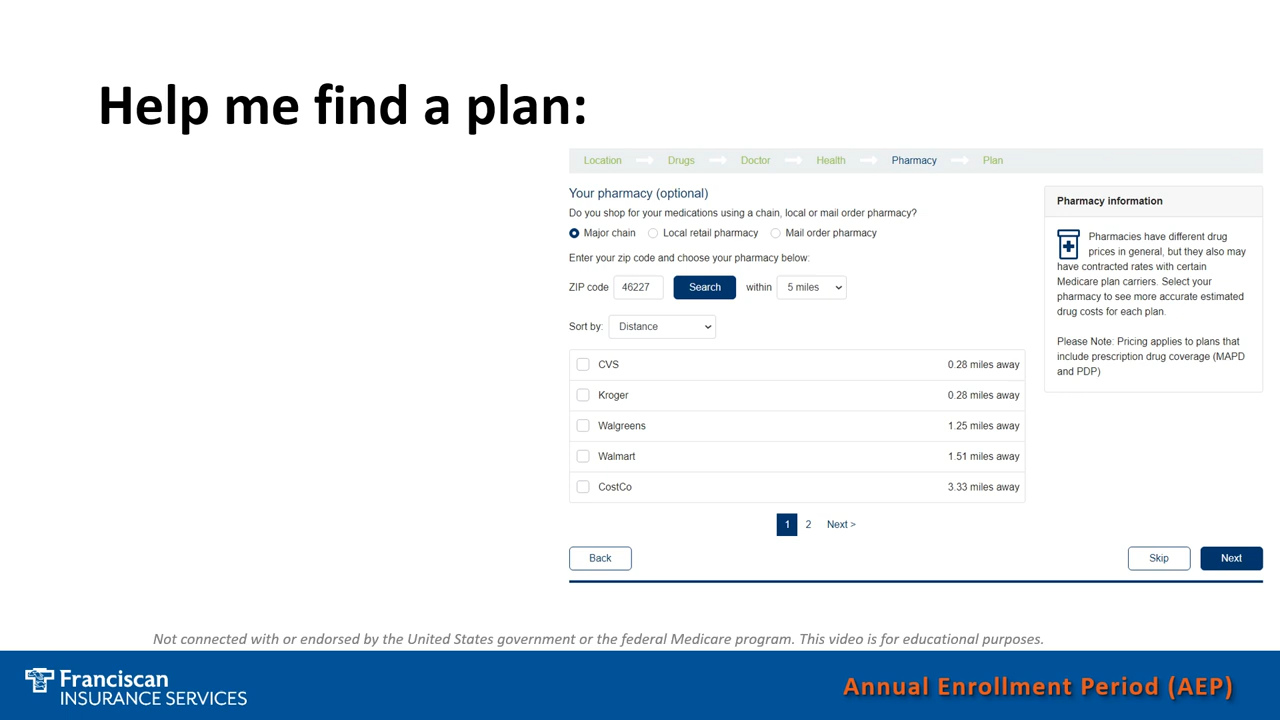 Help me find a plan:
Location Drugs Doctor Health Pharmacy Plan
Your pharmacy (optional)
Do you shop for your medications using a chain, local or mail order pharmacy?
Major chain Local retail pharmacy Mail order pharmacy
Enter your zip code and choose your pharmacy below:
ZIP code 46227 Search within 5 miles
Sort by: Distance
CVS 0.28 miles away
Kroger 0.28 miles away
Walgreens 1.25 miles away
Walmart 1.51 miles away
CostCo 3.33 miles away
1 2 Next >
Back Skip Next
Pharmacy information
Pharmacies have different drug
prices in general, but they also may
have contracted rates with certain
Medicare plan carriers. Select your
pharmacy to see more accurate estimated
drug costs for each plan.
Please Note: Pricing applies to plans that
include prescription drug coverage (MAPD
and PDP)
Not connected with or endorsed by the United States government or the federal Medicare program. This video is for educational purposes.
Franciscan
INSURANCE SERVICES
Annual Enrollment Period (AEP)